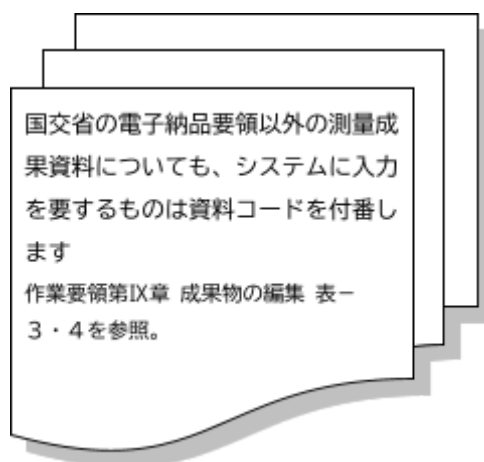 国交省の電子納品要領以外の測量成
果資料についても、システムに入力
を要するものは資料コードを付番し
ます
作業要領第Ⅸ章 成果物の編集 表－
３・４を参照。